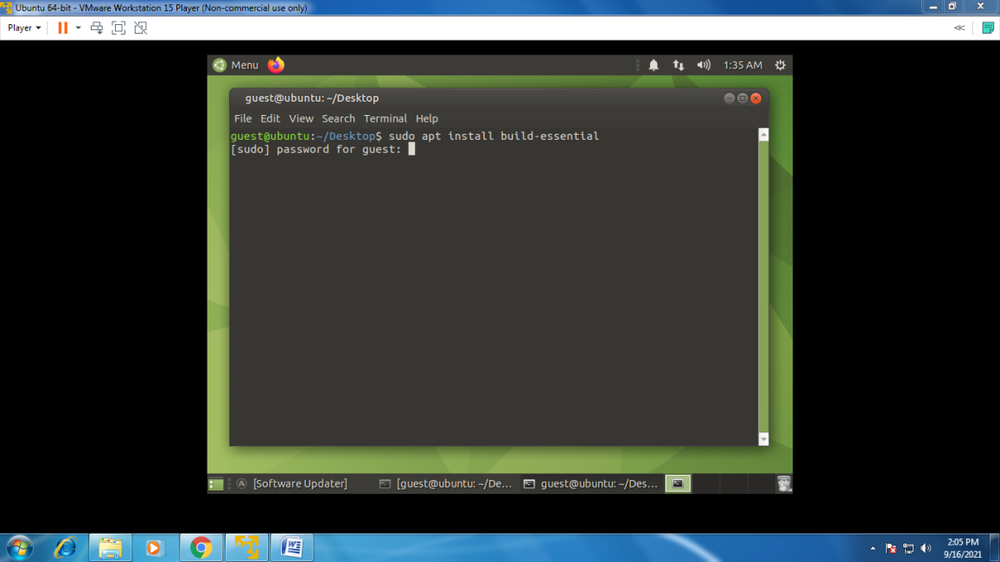 Ubuntu 64-bit - VMware Workstation 15 Player (Non-commercial use only)
Player
Menu
1:35 AM
guest@ubuntu: ~/Desktop
File Edit View Search Terminal Help
guest@ubuntu:~/Desktop$ sudo apt install build-essential
[sudo] password for guest:
[Software Updater]
[guest@ubuntu: ~/De...
guest@ubuntu: ~/Des...
2:05 PM
9/16/2021